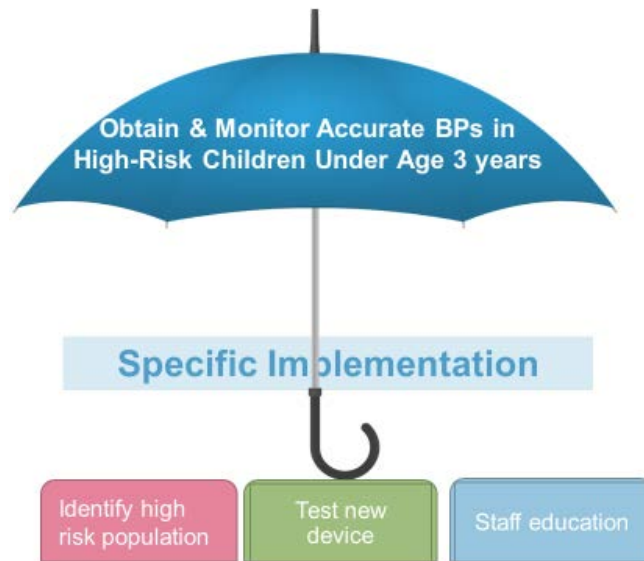 Obtain & Monitor Accurate BPs in
High-Risk Children Under Age 3 years
Specific Implementation
Identify high
risk population
Test new
device
Staff education